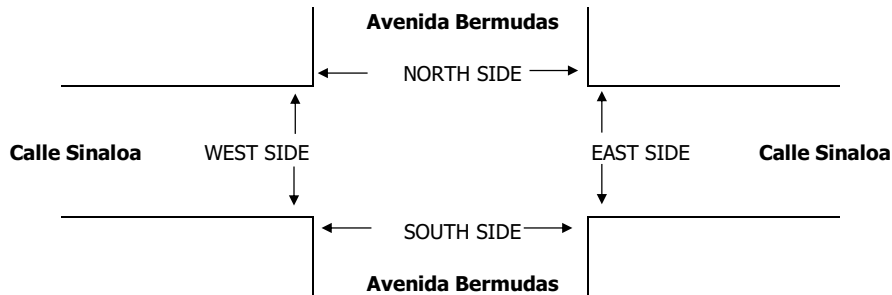 Avenida Bermudas
NORTH SIDE
Calle Sinaloa WEST SIDE EAST SIDE Calle Sinaloa
SOUTH SIDE
Avenida Bermudas